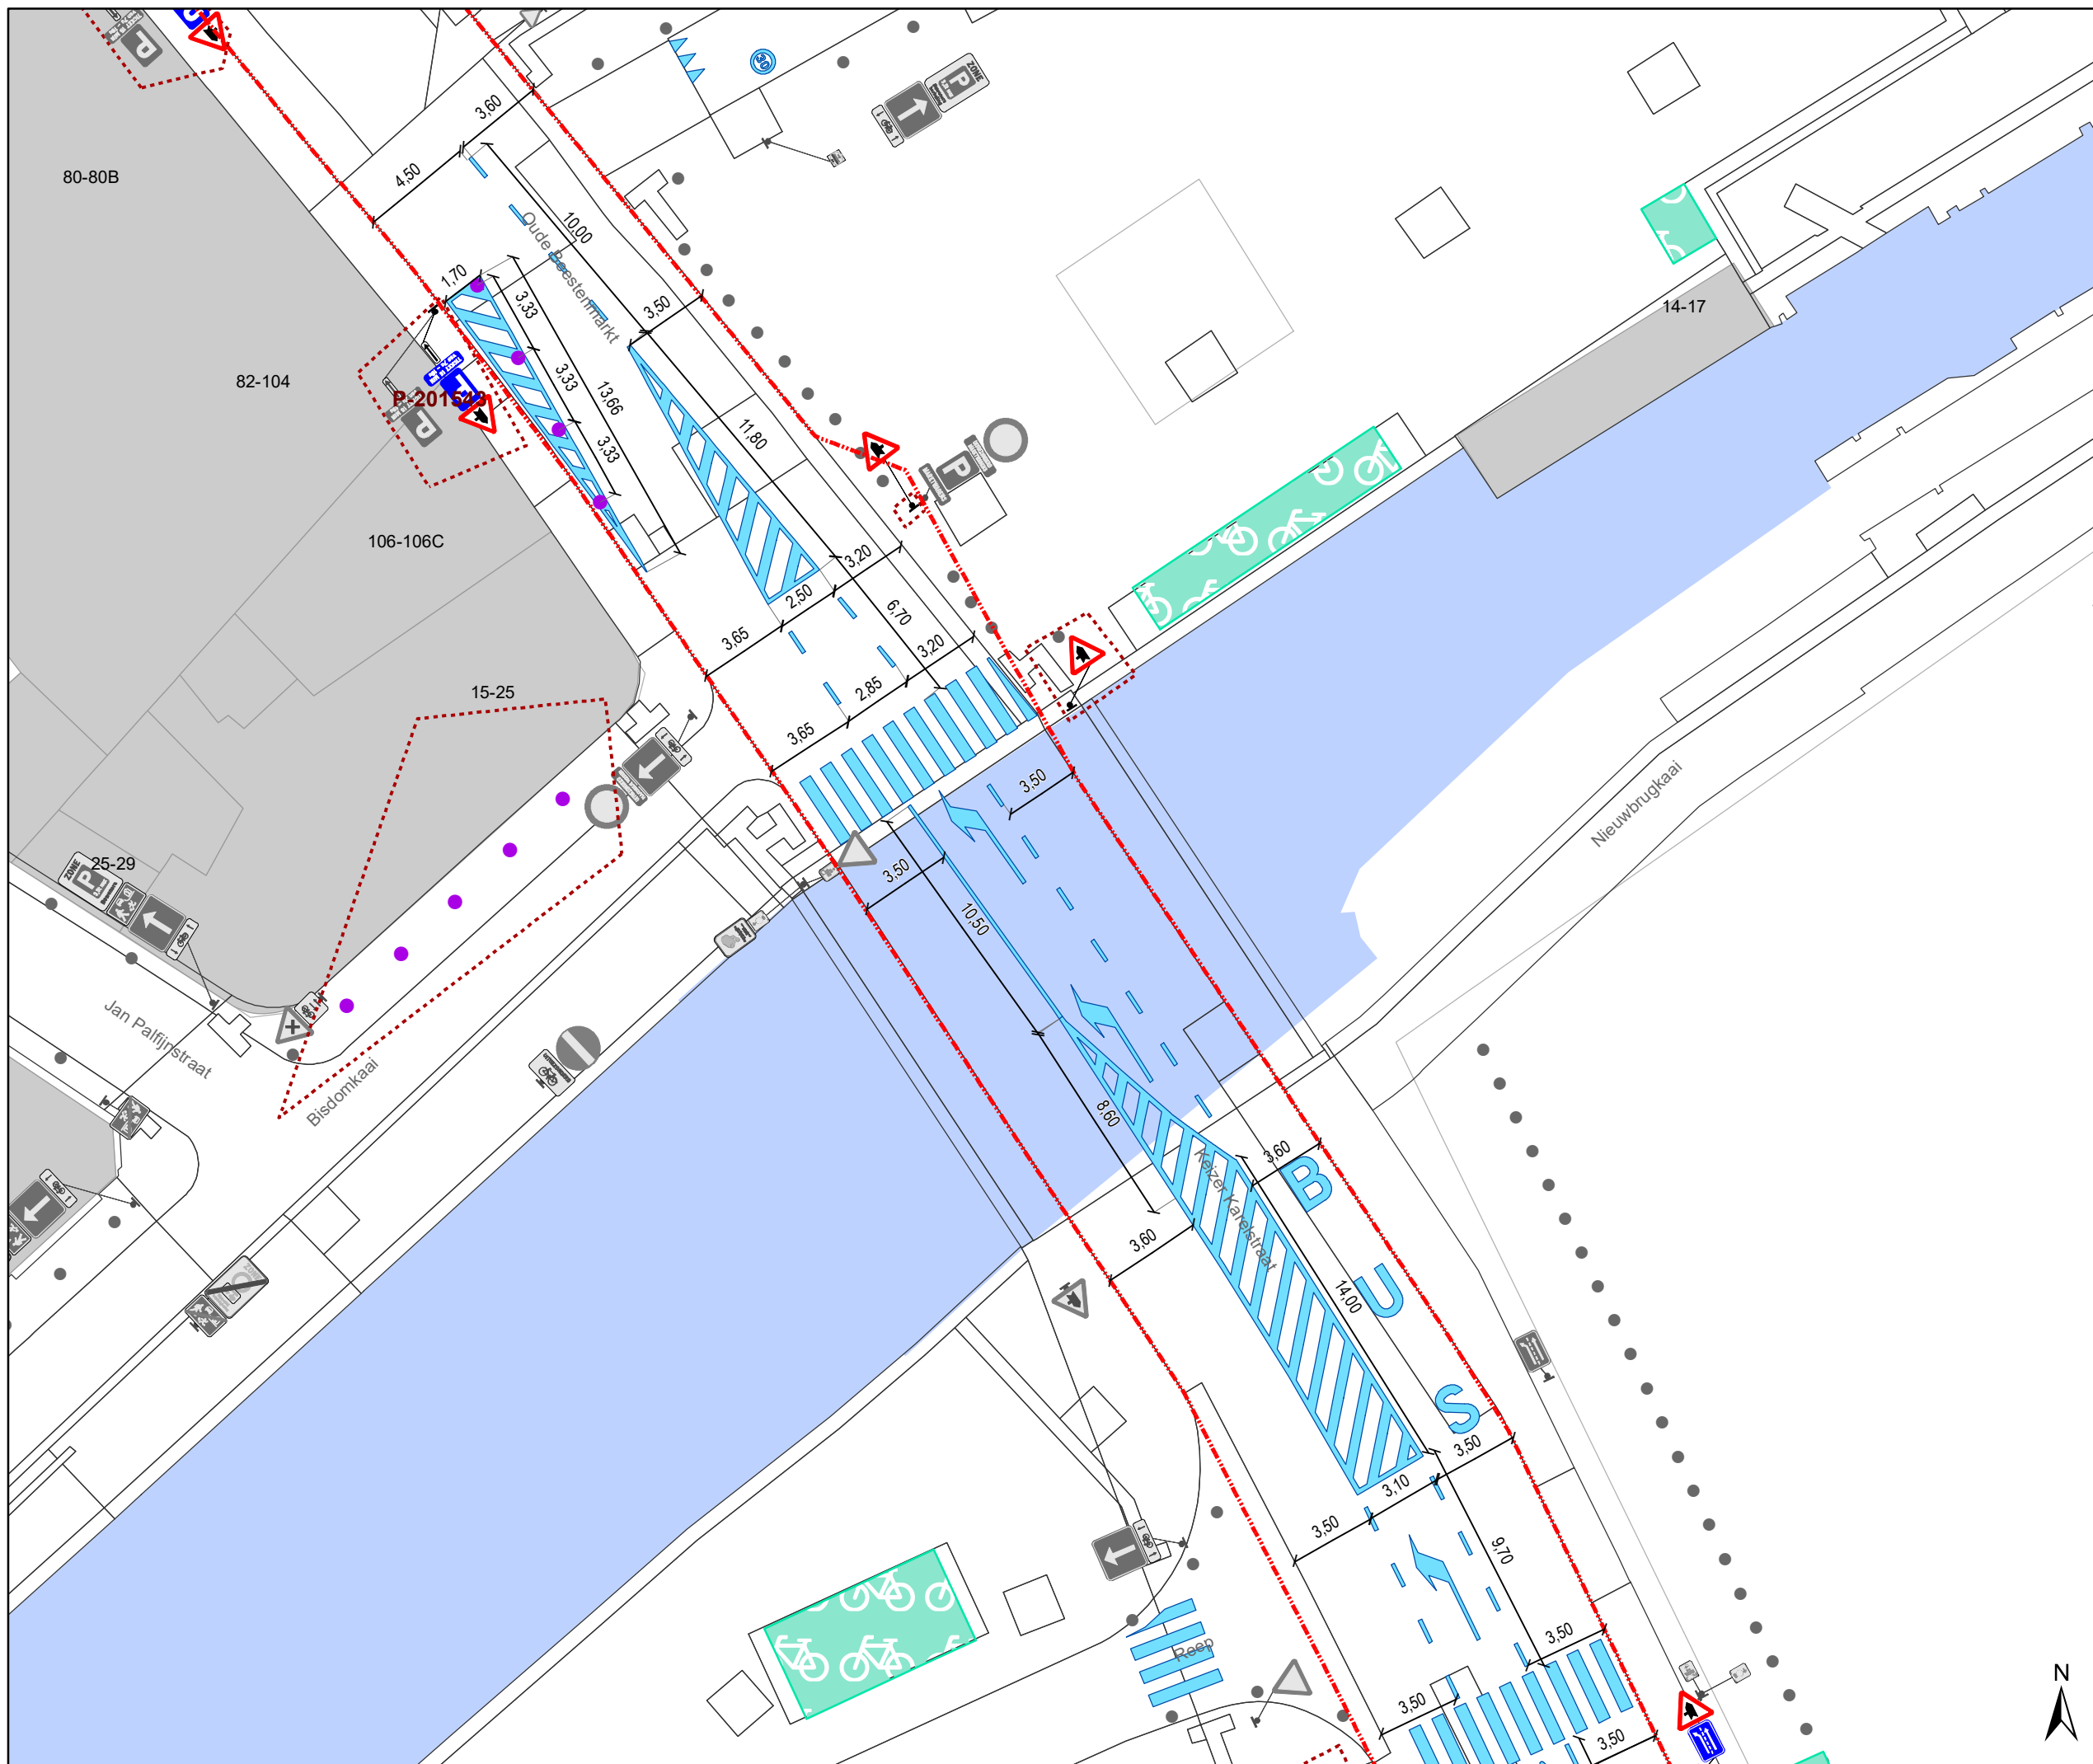 3,60
30
ZONE
P
80-80B
4,50
Oude Beestenmarkt
10,00
1,70
3,33
3,50
14-17
82-104
3,33
13,66
P-201543
P
11,80
P
3,33
106-106C
3,20
2,50
6,70
3,65
3,20
15-25
2,85
3,65
3,50
Nieuwbrugkaai
3,50
10,50
25-29
ZONE
P
Jan Palfijnstraat
Bisdomkaai
8,60
3,60
Keizer Karelstraat
BUS
3,60
14,00
3,50
3,10
3,50
9,70
3,50
Reep
3,50
3,50
N